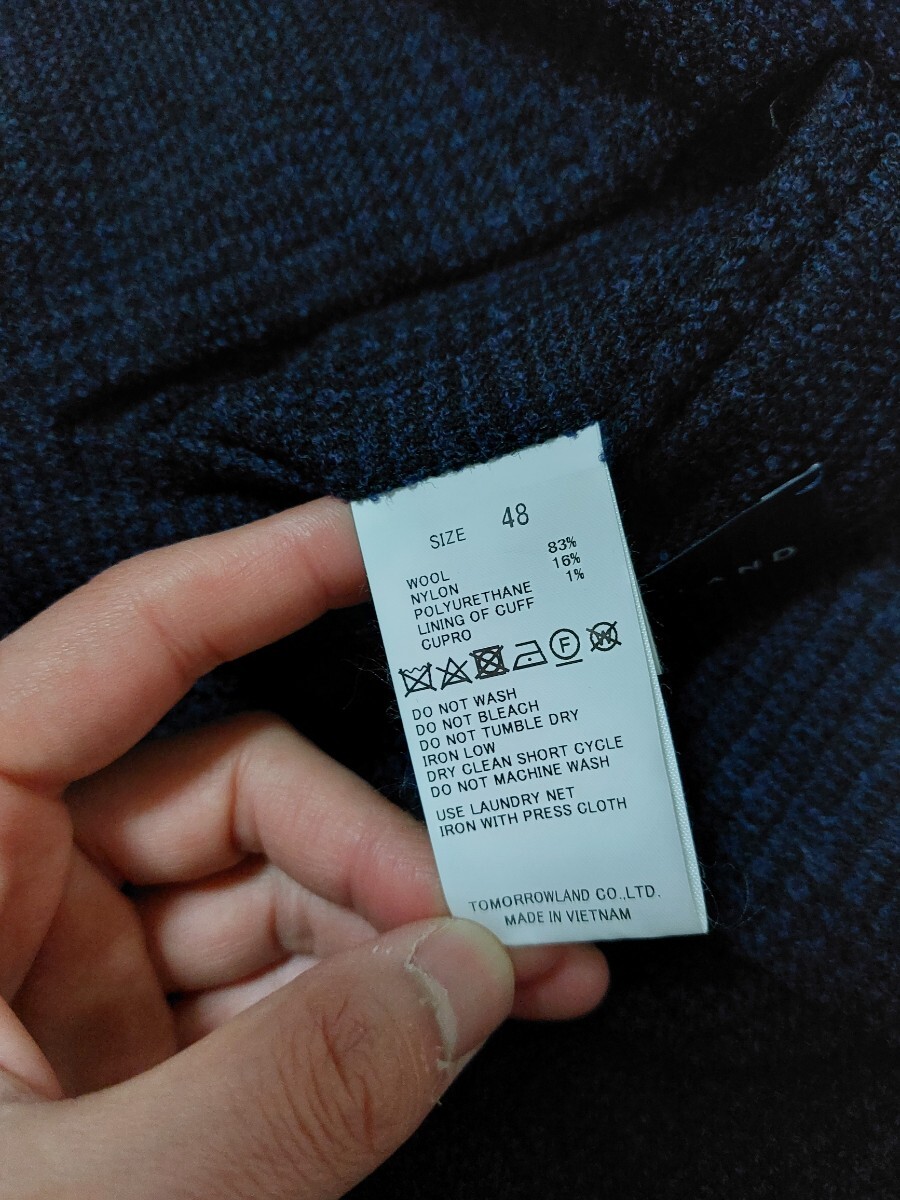 SIZE 48
WOOL 83%
NYLON 16%
POLYURETHANE 1%
LINING OF CUFF
CUPRO
F W
DO NOT WASH
DO NOT BLEACH
DO NOT TUMBLE DRY
IRON LOW
DRY CLEAN SHORT CYCLE
DO NOT MACHINE WASH
USE LAUNDRY NET
IRON WITH PRESS CLOTH
TOMORROWLAND CO.,LTD.
MADE IN VIETNAM
LAND